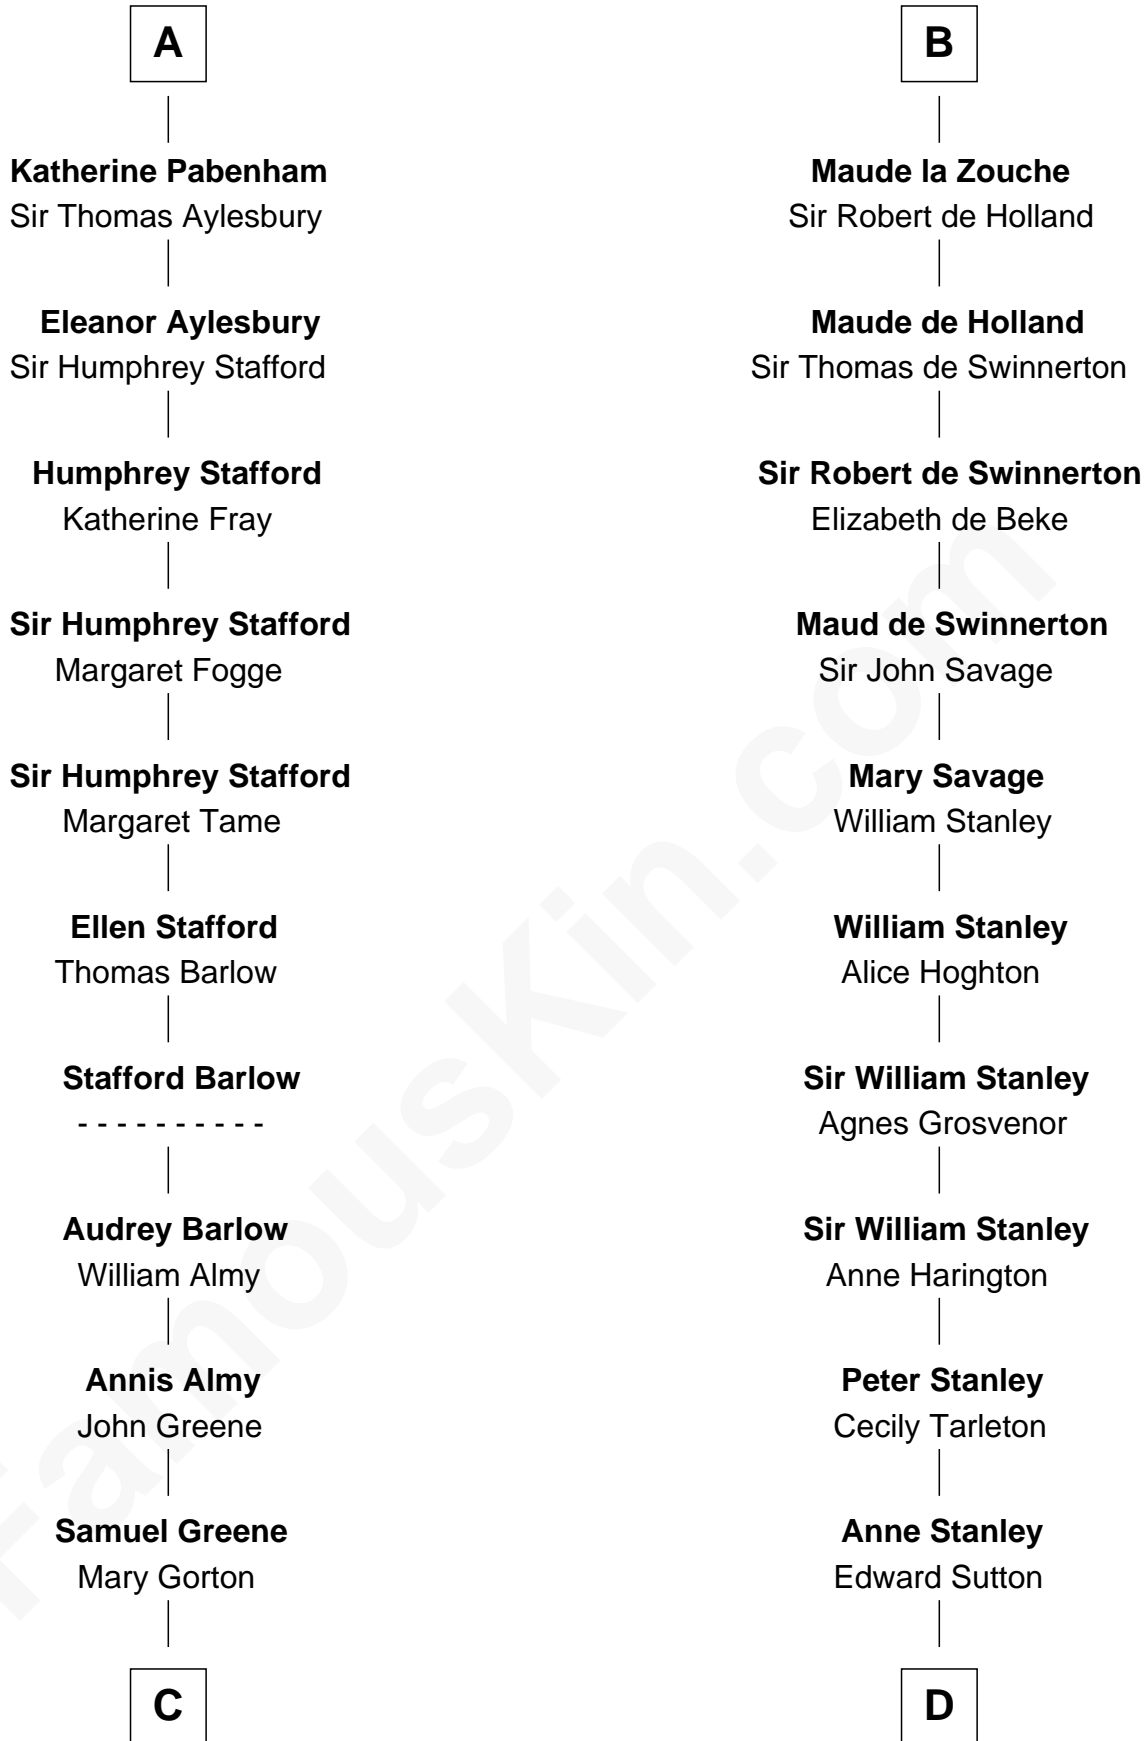 A
Katherine Pabenham
Sir Thomas Aylesbury
Eleanor Aylesbury
Sir Humphrey Stafford
Humphrey Stafford
Katherine Fray
Sir Humphrey Stafford
Margaret Fogge
Sir Humphrey Stafford
Margaret Tame
Ellen Stafford
Thomas Barlow
Stafford Barlow
- - - - - - - - - -
Audrey Barlow
William Almy
Annis Almy
John Greene
Samuel Greene
Mary Gorton
C
B
Maude la Zouche
Sir Robert de Holland
Maude de Holland
Sir Thomas de Swinnerton
Sir Robert de Swinnerton
Elizabeth de Beke
Maud de Swinnerton
Sir John Savage
Mary Savage
William Stanley
William Stanley
Alice Hoghton
Sir William Stanley
Agnes Grosvenor
Sir William Stanley
Anne Harington
Peter Stanley
Cecily Tarleton
Anne Stanley
Edward Sutton
D
FamousKin.com